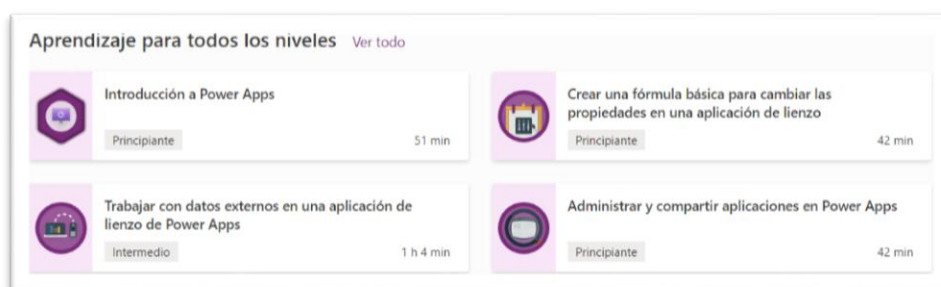 Aprendizaje para todos los niveles Ver todo
Introducción a Power Apps
Principiante 51 min
Crear una fórmula básica para cambiar las
propiedades en una aplicación de lienzo
Principiante 42 min
Trabajar con datos externos en una aplicación de
lienzo de Power Apps
Intermedio 1 h 4 min
Administrar y compartir aplicaciones en Power Apps
Principiante 42 min